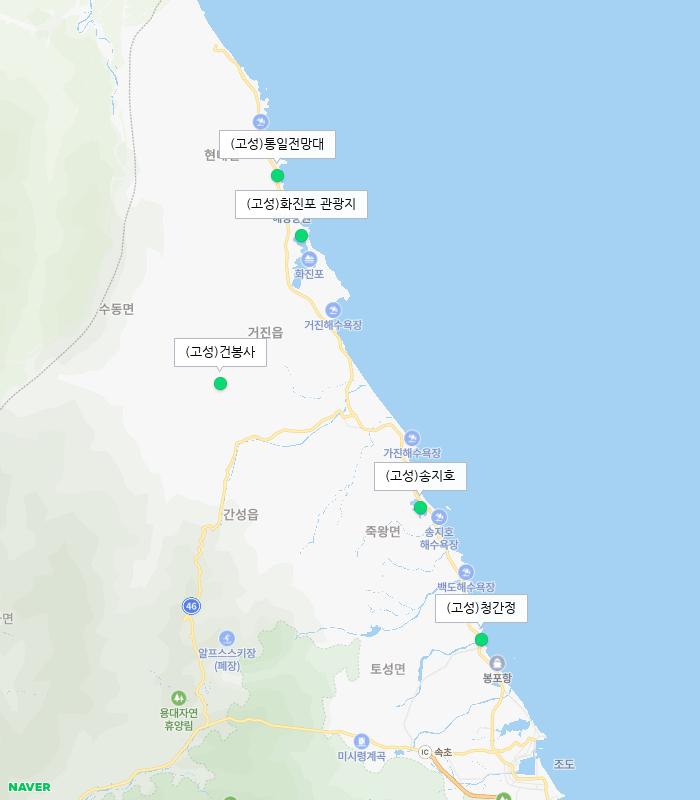 (고성)통일전망대
(고성)화진포 관광지
화진포
수동면
거진해수욕장
거진읍
(고성)건봉사
가진해수욕장
(고성)송지호
간성읍
죽왕면
송지호
해수욕장
백도해수욕장
(고성)청간정
46
알프스스키장
(폐장)
토성면
봉포항
용대자연
휴양림
미시령계곡
IC 속초
조도
NAVER